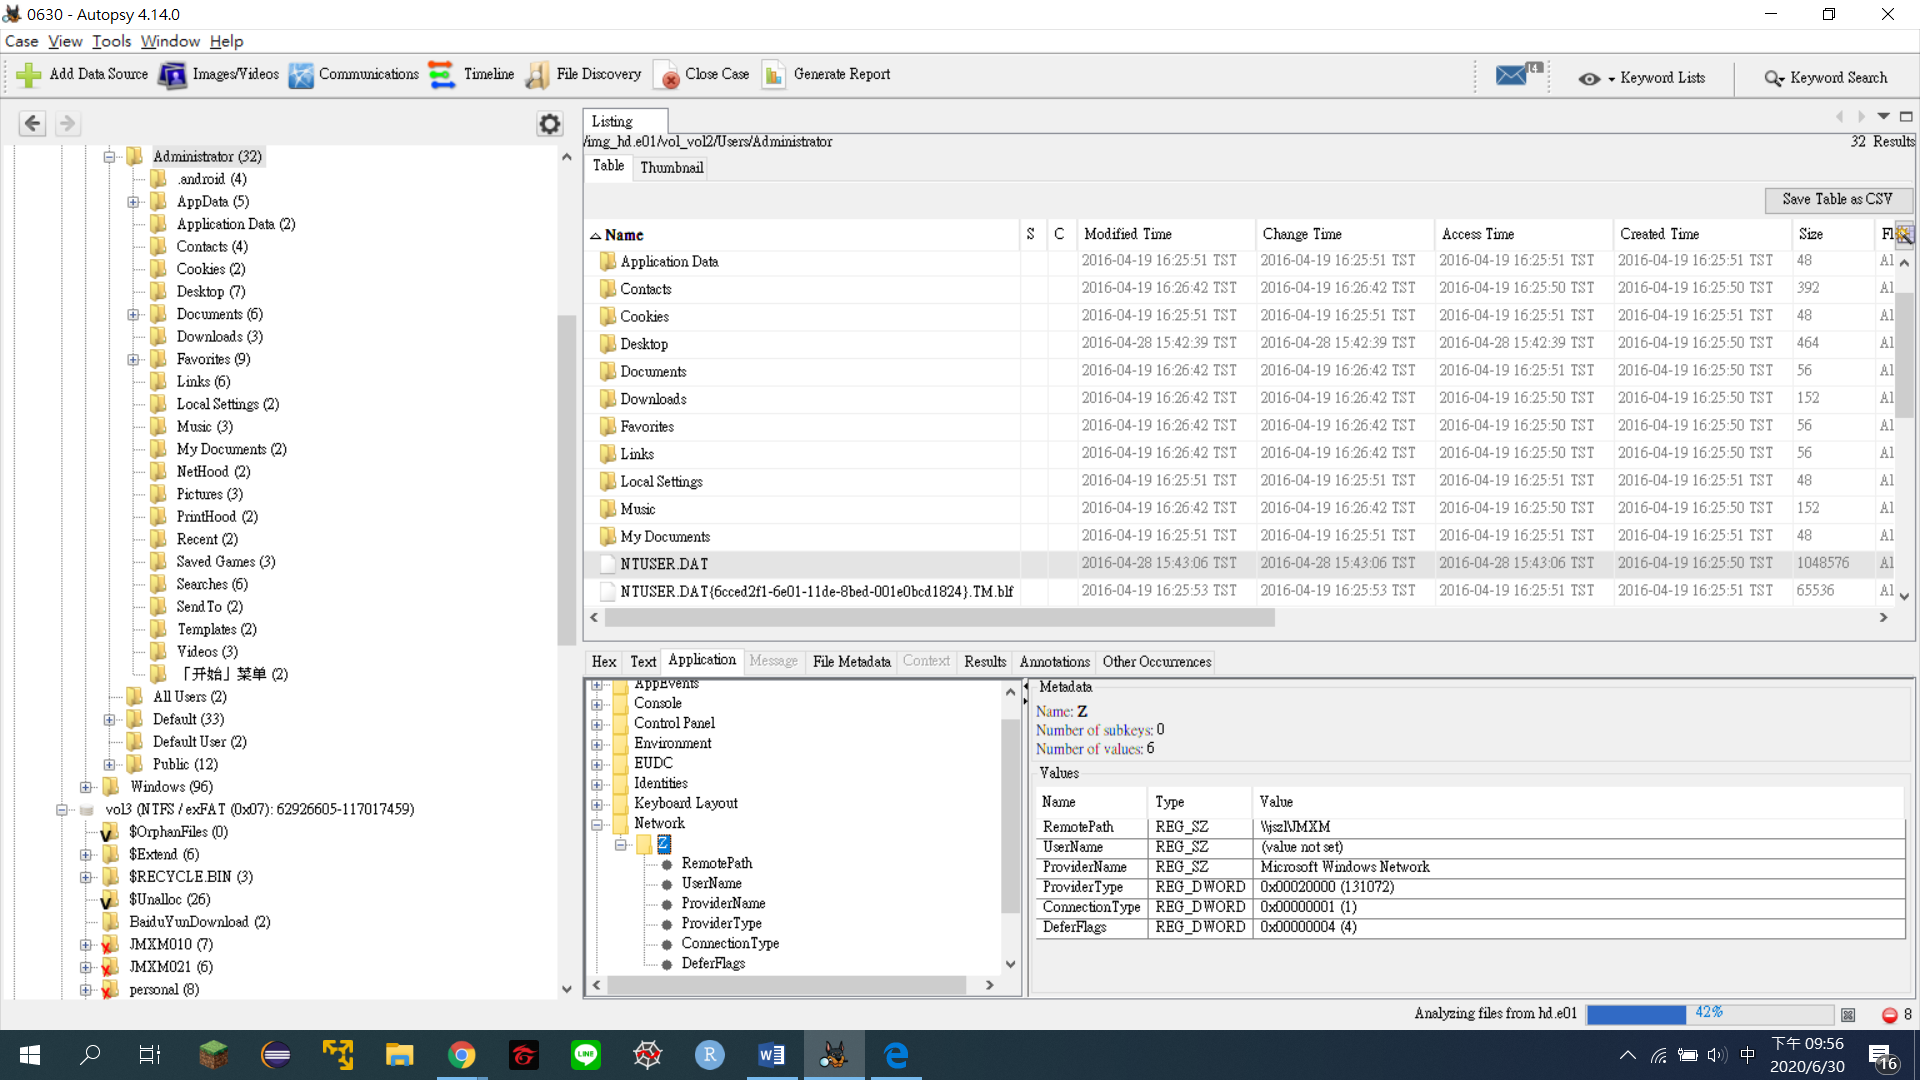 0630 - Autopsy 4.14.0
Case View Tools Window Help
Add Data Source Images/Videos Communications Timeline File Discovery Close Case Generate Report 14 Keyword Lists Keyword Search
Listing
/img_hd.e01/vol_vol2/Users/Administrator 32 Results
Table Thumbnail
Save Table as CSV
Name S C Modified Time Change Time Access Time Created Time Size Fl
Application Data 2016-04-19 16:25:51 TST 2016-04-19 16:25:51 TST 2016-04-19 16:25:51 TST 2016-04-19 16:25:51 TST 48 Al
Contacts 2016-04-19 16:26:42 TST 2016-04-19 16:26:42 TST 2016-04-19 16:25:50 TST 2016-04-19 16:25:50 TST 392 Al
Cookies 2016-04-19 16:25:51 TST 2016-04-19 16:25:51 TST 2016-04-19 16:25:51 TST 2016-04-19 16:25:51 TST 48 Al
Desktop 2016-04-28 15:42:39 TST 2016-04-28 15:42:39 TST 2016-04-28 15:42:39 TST 2016-04-19 16:25:50 TST 464 Al
Documents 2016-04-19 16:26:42 TST 2016-04-19 16:26:42 TST 2016-04-19 16:25:50 TST 2016-04-19 16:25:50 TST 56 Al
Downloads 2016-04-19 16:26:42 TST 2016-04-19 16:26:42 TST 2016-04-19 16:25:50 TST 2016-04-19 16:25:50 TST 152 Al
Favorites 2016-04-19 16:26:42 TST 2016-04-19 16:26:42 TST 2016-04-19 16:25:50 TST 2016-04-19 16:25:50 TST 56 Al
Links 2016-04-19 16:26:42 TST 2016-04-19 16:26:42 TST 2016-04-19 16:25:50 TST 2016-04-19 16:25:50 TST 56 Al
Local Settings 2016-04-19 16:25:51 TST 2016-04-19 16:25:51 TST 2016-04-19 16:25:51 TST 2016-04-19 16:25:51 TST 48 Al
Music 2016-04-19 16:26:42 TST 2016-04-19 16:26:42 TST 2016-04-19 16:25:50 TST 2016-04-19 16:25:50 TST 152 Al
My Documents 2016-04-19 16:25:51 TST 2016-04-19 16:25:51 TST 2016-04-19 16:25:51 TST 2016-04-19 16:25:51 TST 48 Al
NTUSER.DAT 2016-04-28 15:43:06 TST 2016-04-28 15:43:06 TST 2016-04-28 15:43:06 TST 2016-04-19 16:25:50 TST 1048576 Al
NTUSER.DAT{6cced2f1-6e01-11de-8bed-001e0bcd1824}.TM.blf 2016-04-19 16:25:53 TST 2016-04-19 16:25:53 TST 2016-04-19 16:25:51 TST 2016-04-19 16:25:51 TST 65536 Al
Administrator (32)
.android (4)
AppData (5)
Application Data (2)
Contacts (4)
Cookies (2)
Desktop (7)
Documents (6)
Downloads (3)
Favorites (9)
Links (6)
Local Settings (2)
Music (3)
My Documents (2)
NetHood (2)
Pictures (3)
PrintHood (2)
Recent (2)
Saved Games (3)
Searches (6)
SendTo (2)
Templates (2)
Videos (3)
「开始」菜单 (2)
All Users (2)
Default (33)
Default User (2)
Public (12)
Windows (96)
vol3 (NTFS / exFAT (0x07): 62926605-117017459)
$OrphanFiles (0)
$Extend (6)
$RECYCLE.BIN (3)
$Unalloc (26)
BaiduYunDownload (2)
JMXM010 (7)
JMXM021 (6)
personal (8)
Hex Text Application Message File Metadata Context Results Annotations Other Occurrences
AppEvents
Console
Control Panel
Environment
EUDC
Identities
Keyboard Layout
Network
Z
RemotePath
UserName
ProviderName
ProviderType
ConnectionType
DeferFlags
Metadata
Name: Z
Number of subkeys: 0
Number of values: 6
Values
Name Type Value
RemotePath REG_SZ \\jszl\JMXM
UserName REG_SZ (value not set)
ProviderName REG_SZ Microsoft Windows Network
ProviderType REG_DWORD 0x00020000 (131072)
ConnectionType REG_DWORD 0x00000001 (1)
DeferFlags REG_DWORD 0x00000004 (4)
Analyzing files from hd.e01 42% 8
R LINE 中 下午 09:56
2020/6/30 16